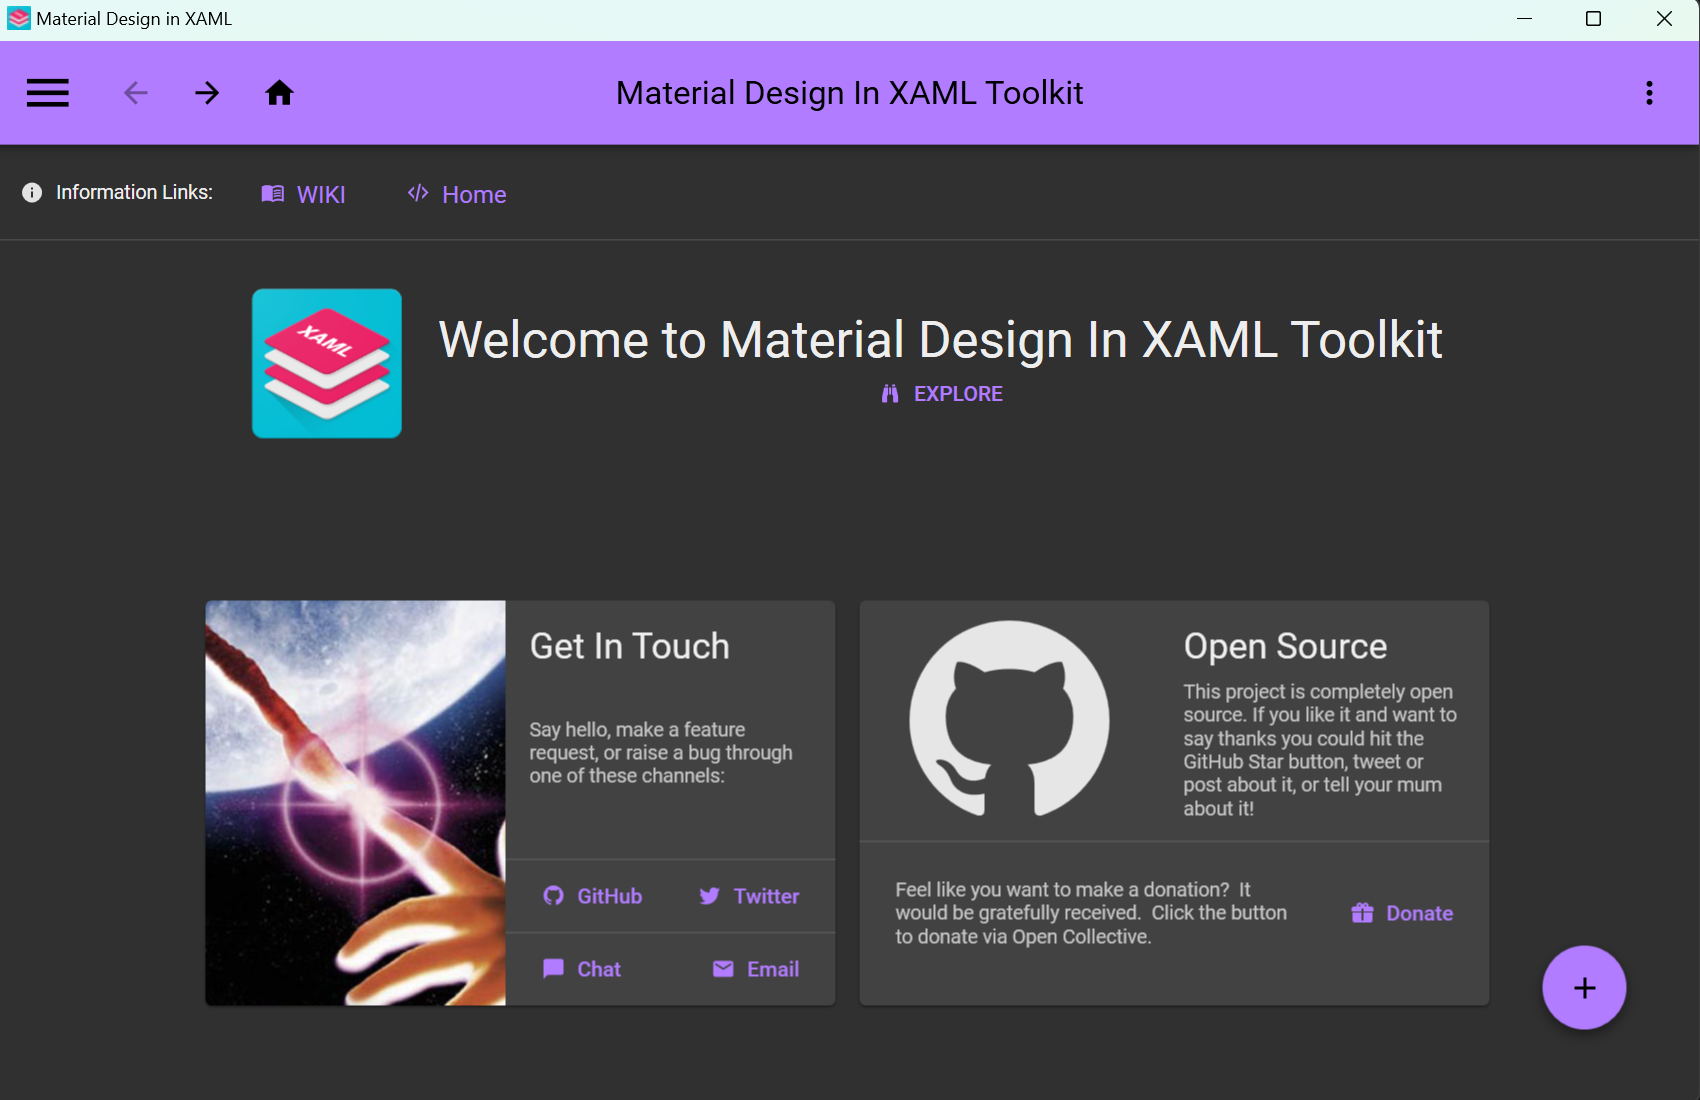 Material Design in XAML
Material Design In XAML Toolkit
Information Links:
WIKI
Home
XAML
Welcome to Material Design In XAML Toolkit
EXPLORE
Get In Touch
Say hello, make a feature
request, or raise a bug through
one of these channels:
GitHub
Twitter
Chat
Email
Open Source
This project is completely open
source. If you like it and want to
say thanks you could hit the
GitHub Star button, tweet or
post about it, or tell your mum
about it!
Feel like you want to make a donation?  It
would be gratefully received.  Click the button
to donate via Open Collective.
Donate